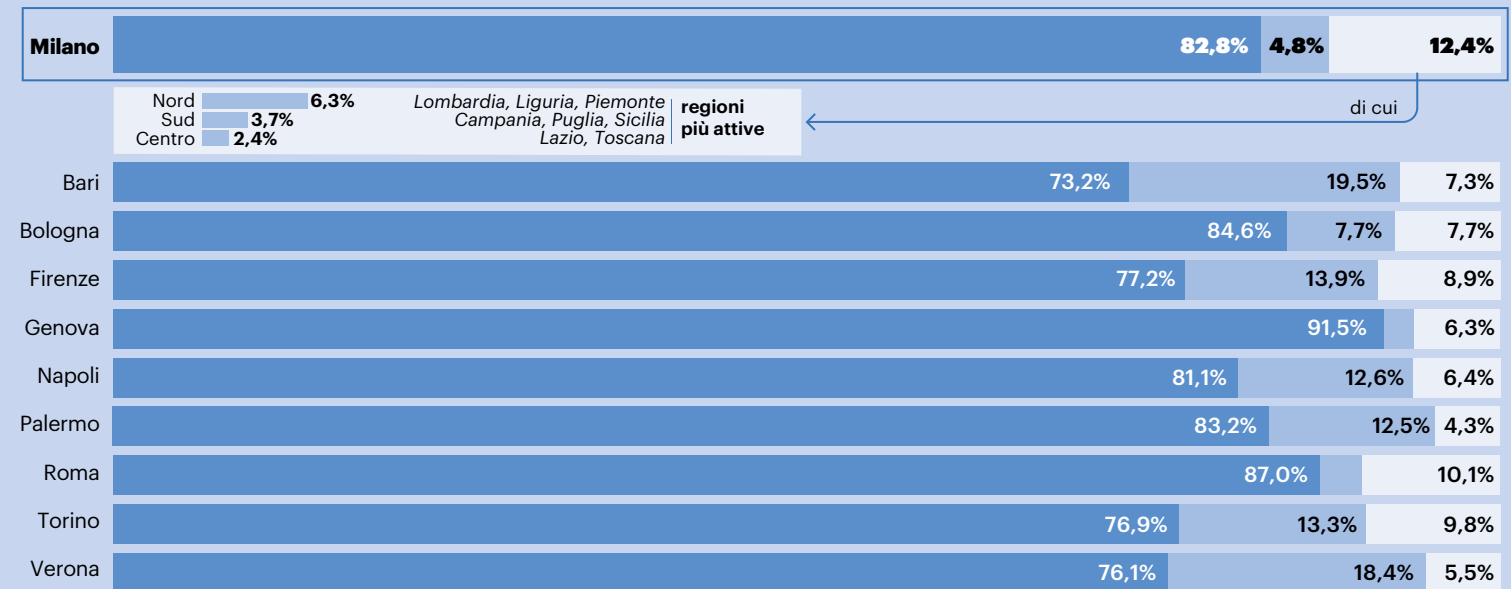 Milano 82,8% 4,8% 12,4%
di cui
Nord 6,3% Lombardia, Liguria, Piemonte
Sud 3,7% Campania, Puglia, Sicilia
Centro 2,4% Lazio, Toscana
regioni
più attive
Bari 73,2% 19,5% 7,3%
Bologna 84,6% 7,7% 7,7%
Firenze 77,2% 13,9% 8,9%
Genova 91,5% 6,3%
Napoli 81,1% 12,6% 6,4%
Palermo 83,2% 12,5% 4,3%
Roma 87,0% 10,1%
Torino 76,9% 13,3% 9,8%
Verona 76,1% 18,4% 5,5%